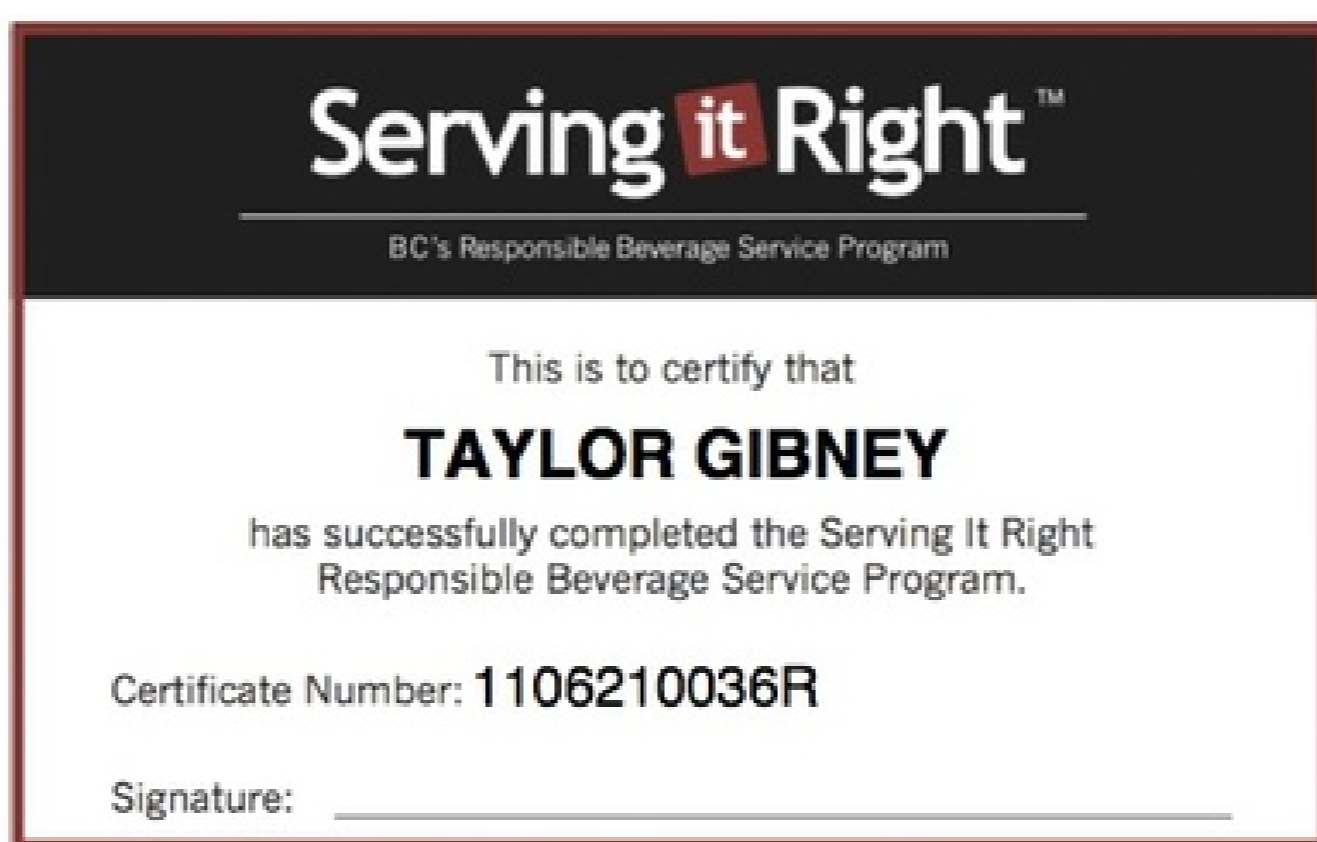 Serving it Right™
BC's Responsible Beverage Service Program
This is to certify that
TAYLOR GIBNEY
has successfully completed the Serving It Right
Responsible Beverage Service Program.
Certificate Number: 1106210036R
Signature: